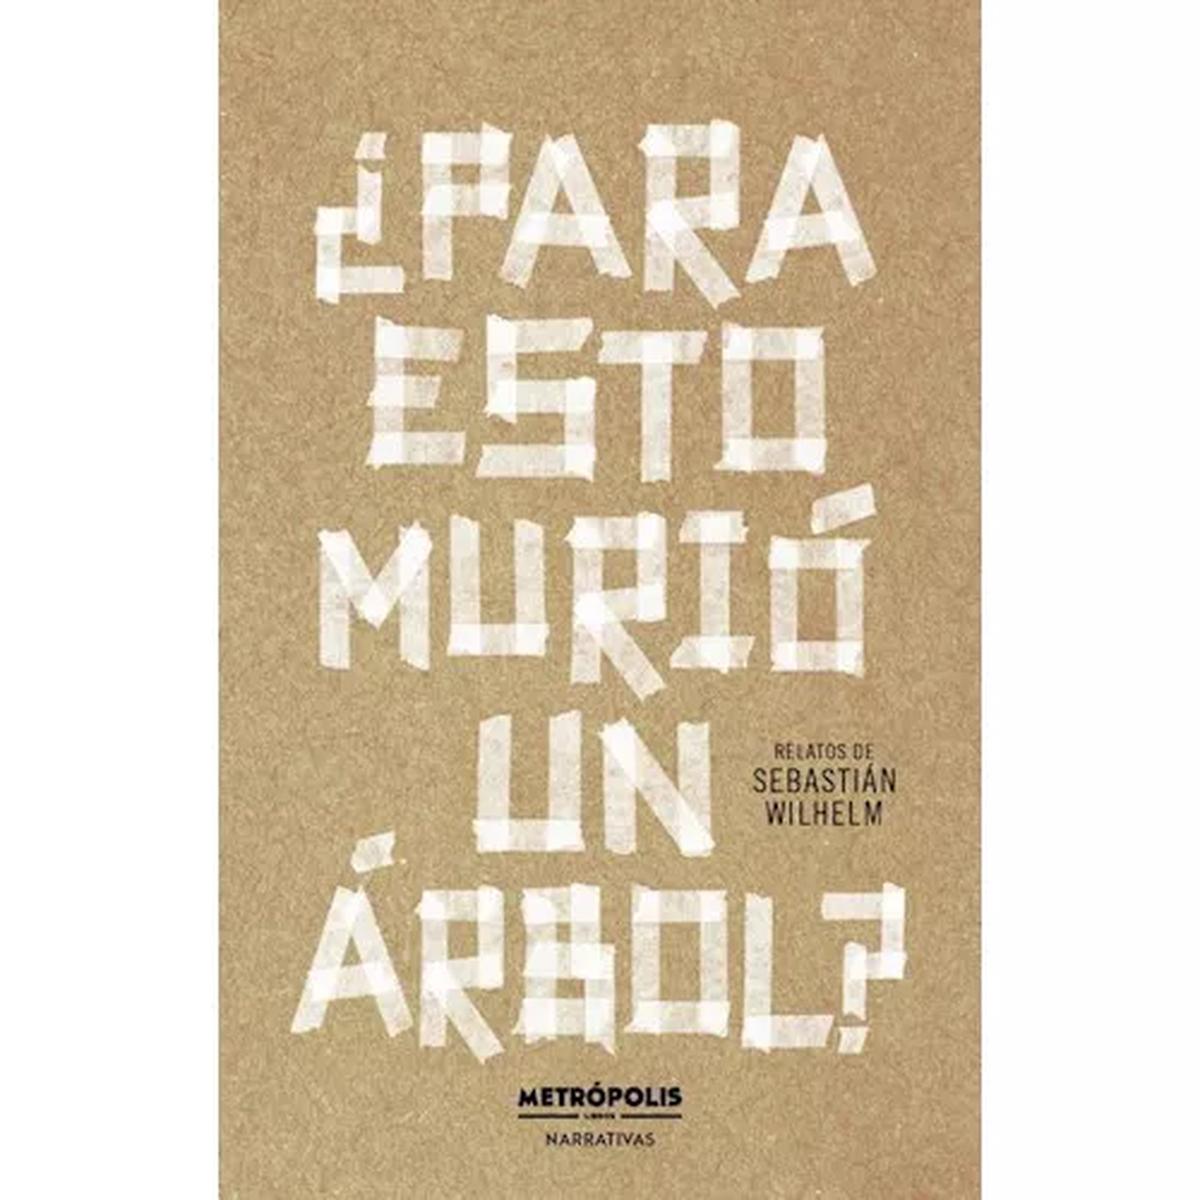 ¿PARA
ESTO
MURIÓ
UN
RELATOS DE
SEBASTIÁN
WILHELM
ÁRBOL?
METRÓPOLIS
LIBROS
NARRATIVAS